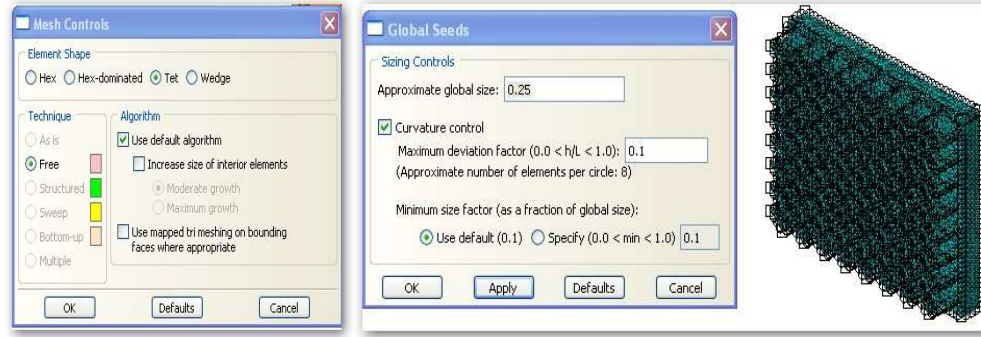 Mesh Controls
Element Shape
Hex Hex-dominated Tet Wedge
Technique
As is
Free
Structured
Sweep
Bottom-up
Multiple
Algorithm
Use default algorithm
Increase size of interior elements
Moderate growth
Maximum growth
Use mapped tri meshing on bounding
faces where appropriate
OK Defaults Cancel
Global Seeds
Sizing Controls
Approximate global size: 0.25
Curvature control
Maximum deviation factor (0.0 < h/L < 1.0): 0.1
(Approximate number of elements per circle: 8)
Minimum size factor (as a fraction of global size):
Use default (0.1) Specify (0.0 < min < 1.0) 0.1
OK Apply Defaults Cancel